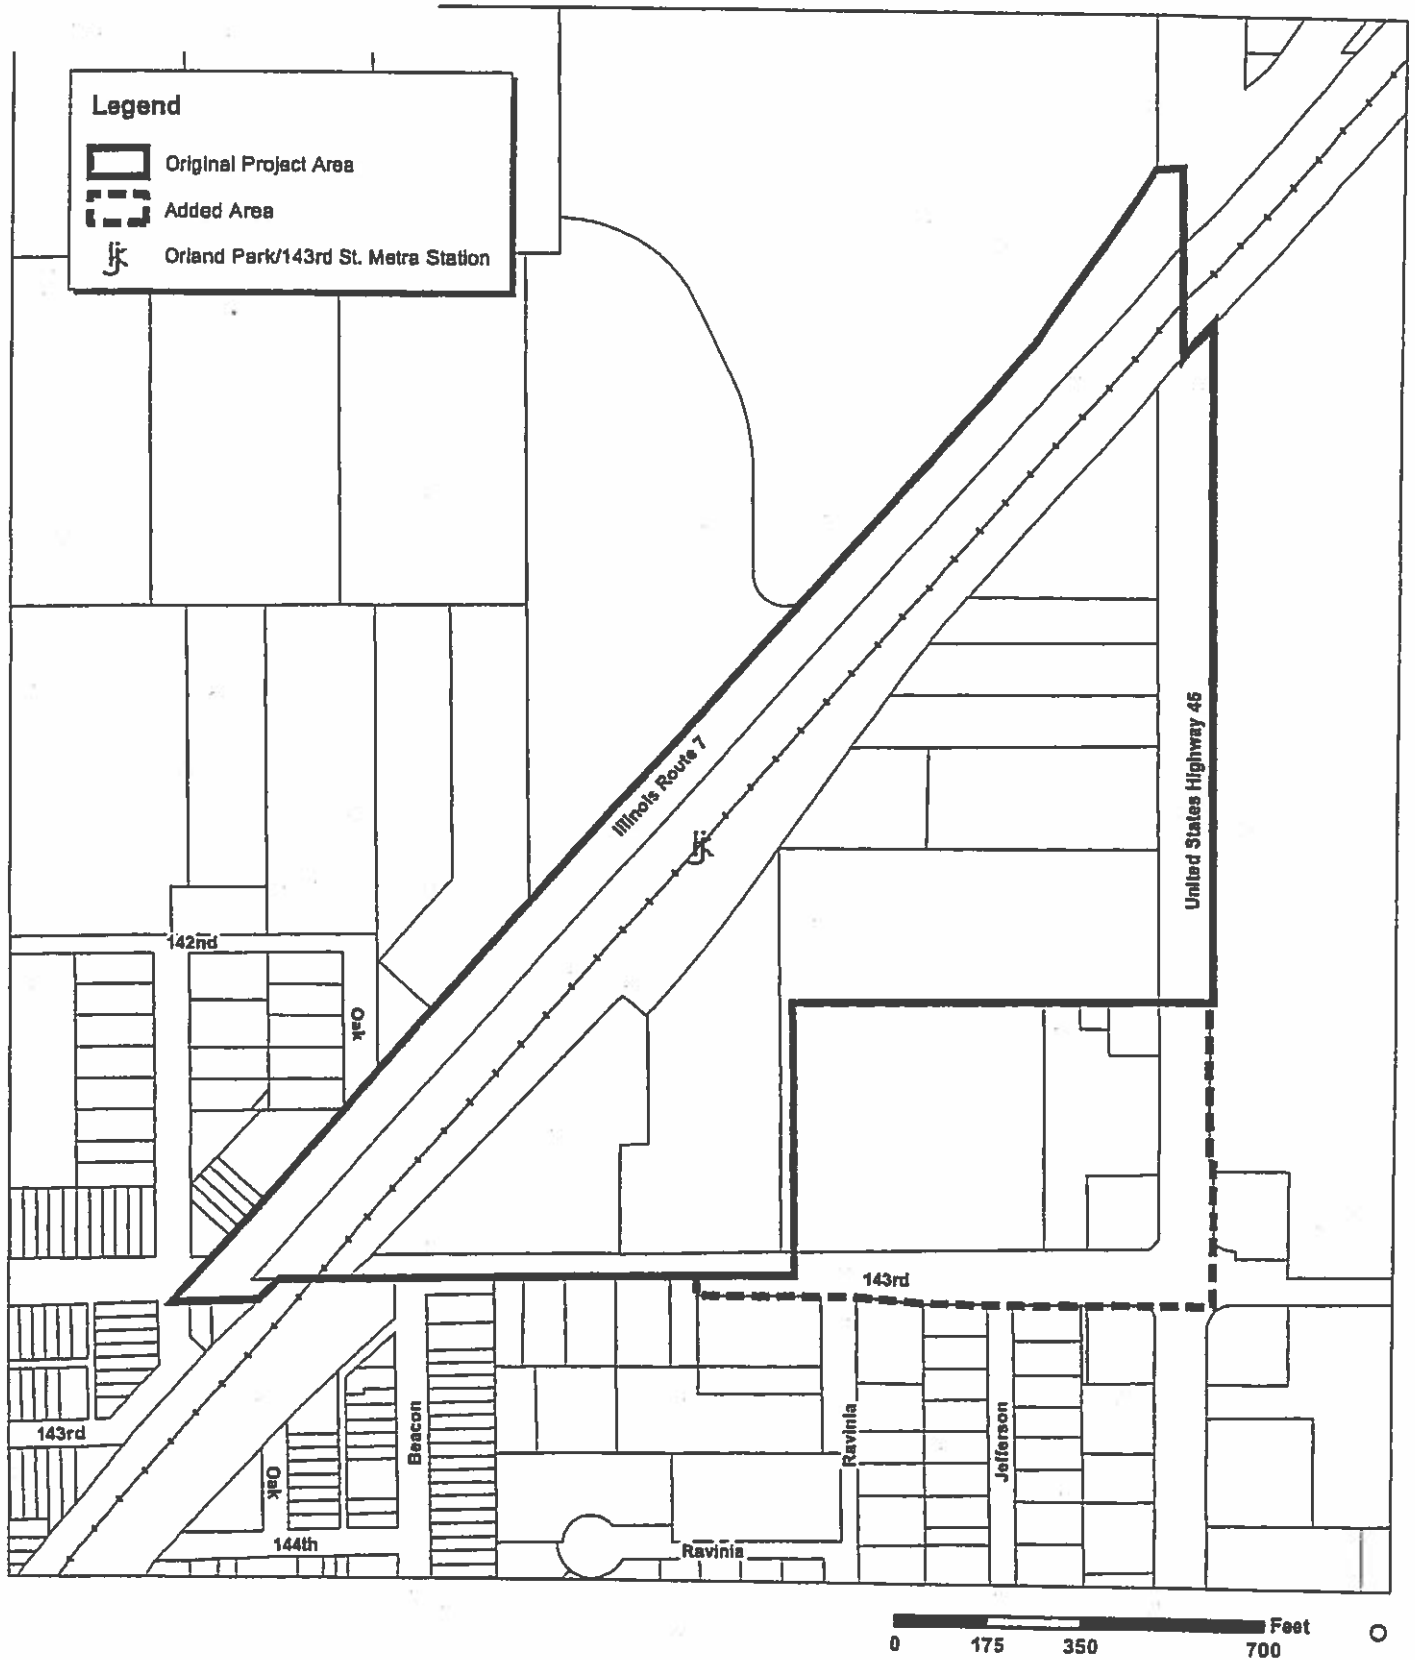 Legend
Original Project Area
Added Area
Orland Park/143rd St. Metra Station
Illinois Route 7
United States Highway 45
142nd
Oak
143rd
143rd
Beacon
Ravinia
Jefferson
Oak
144th
Ravinia
Feet
0 175 350 700